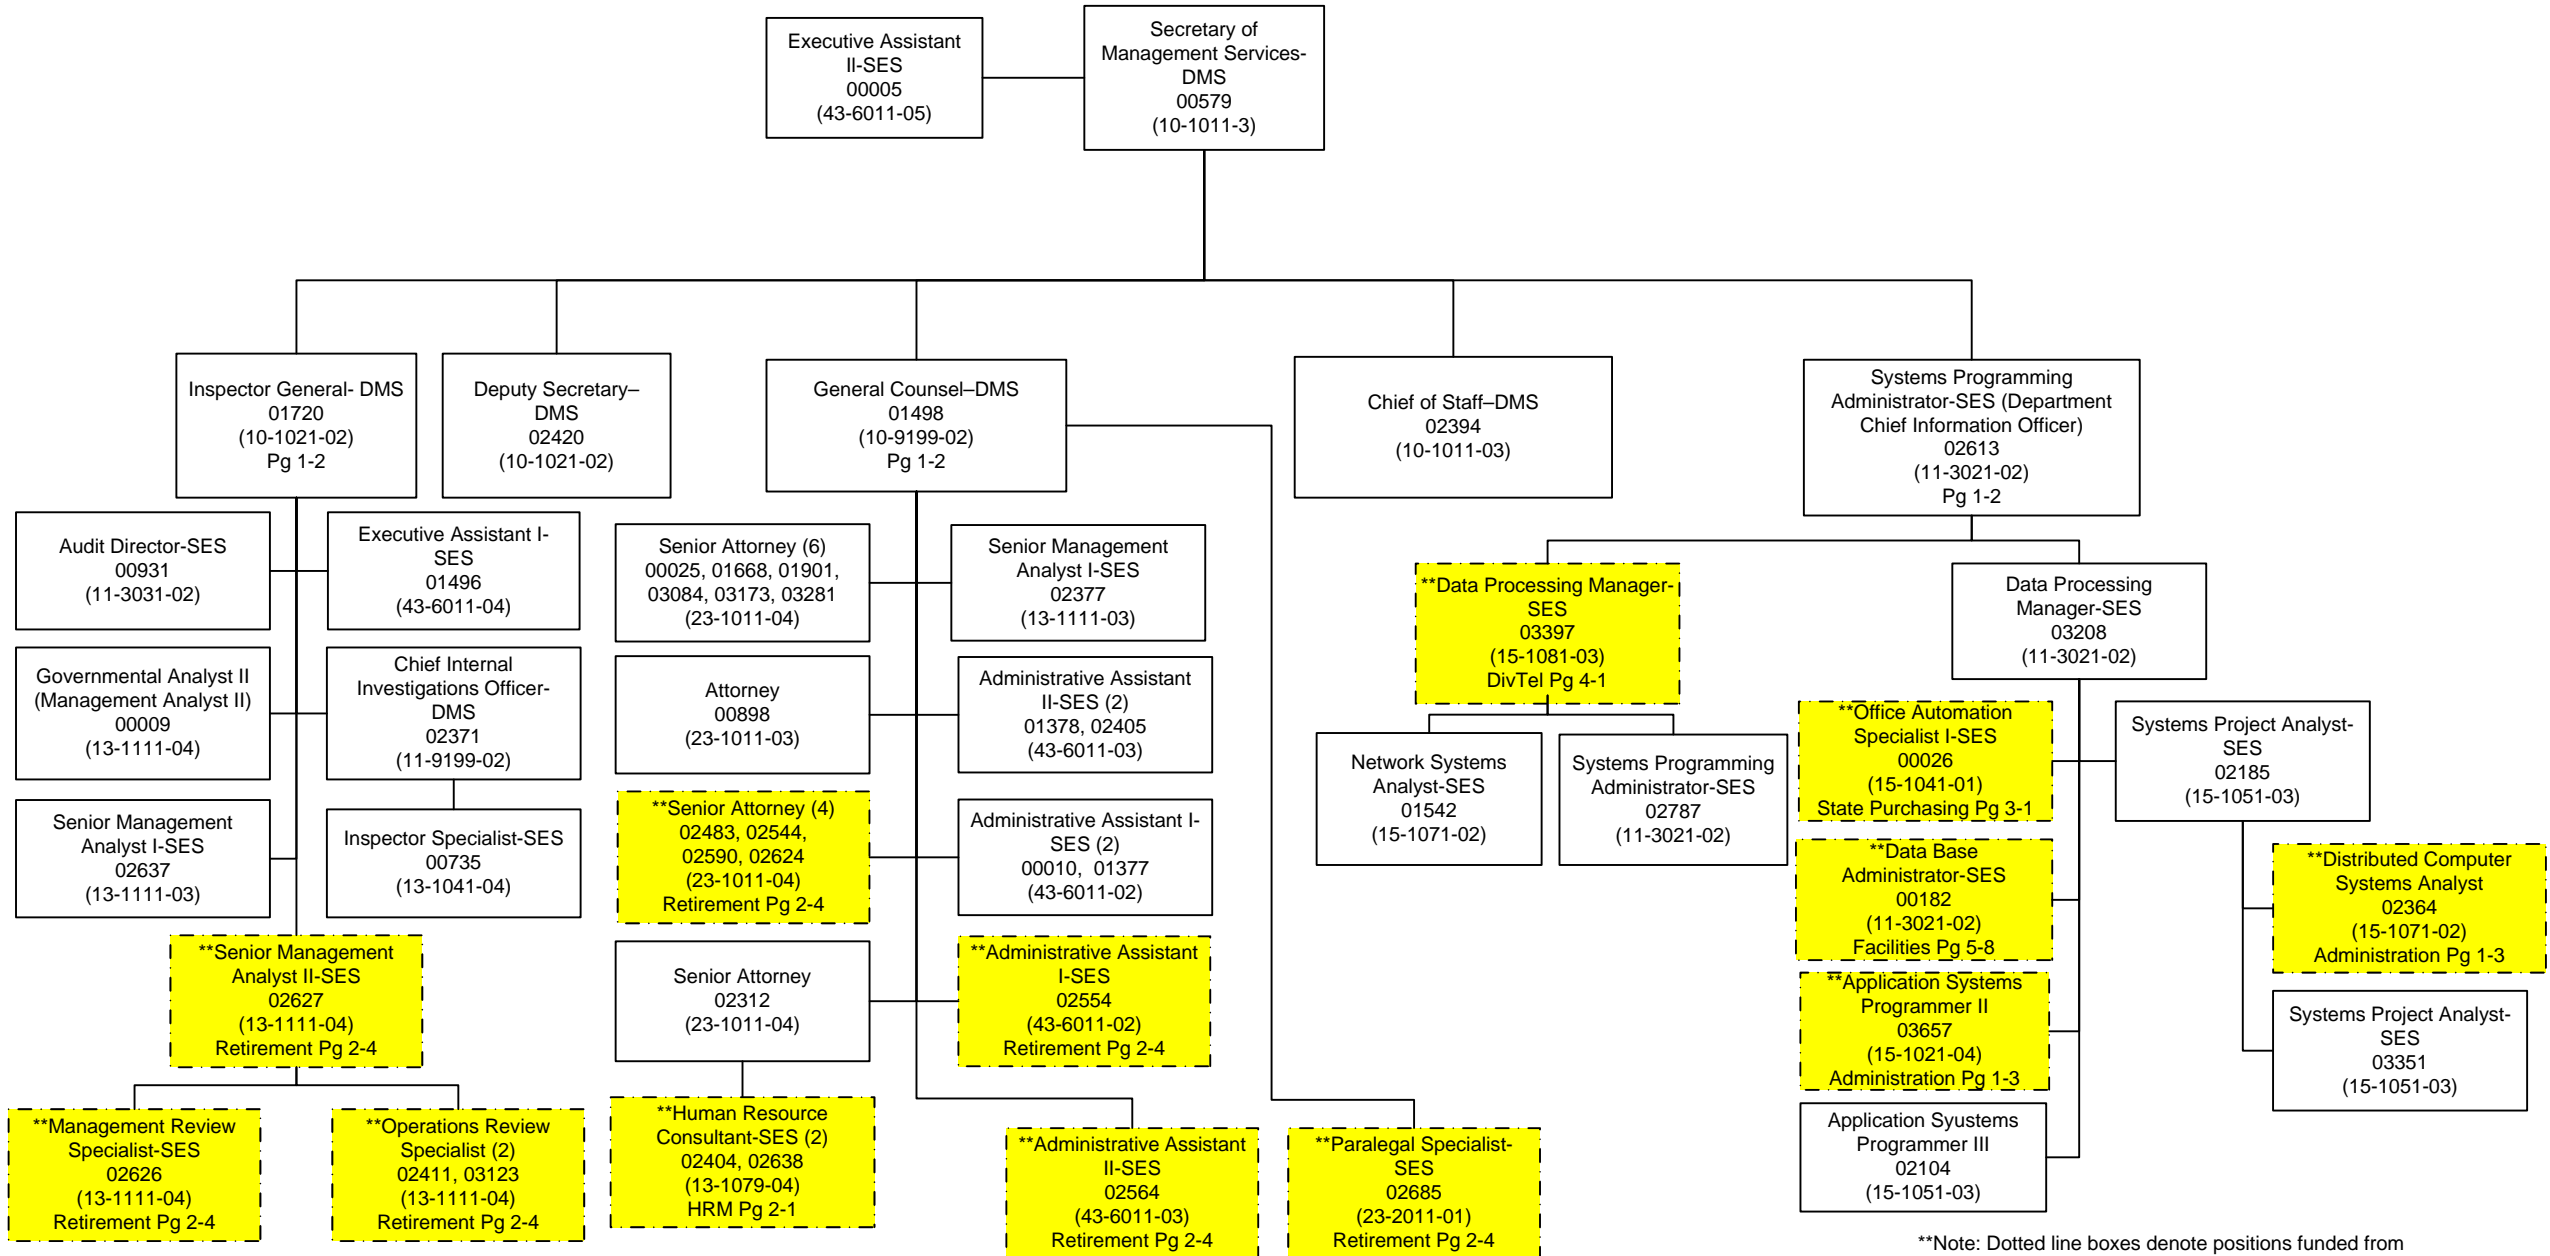 Executive Assistant
II-SES
00005
(43-6011-05)
Secretary of
Management Services-
DMS
00579
(10-1011-3)
Inspector General- DMS
01720
(10-1021-02)
Pg 1-2
Deputy Secretary–
DMS
02420
(10-1021-02)
General Counsel–DMS
01498
(10-9199-02)
Pg 1-2
Chief of Staff–DMS
02394
(10-1011-03)
Systems Programming
Administrator-SES (Department
Chief Information Officer)
02613
(11-3021-02)
Pg 1-2
Audit Director-SES
00931
(11-3031-02)
Executive Assistant I-
SES
01496
(43-6011-04)
Governmental Analyst II
(Management Analyst II)
00009
(13-1111-04)
Chief Internal
Investigations Officer-
DMS
02371
(11-9199-02)
Senior Management
Analyst I-SES
02637
(13-1111-03)
Inspector Specialist-SES
00735
(13-1041-04)
**Senior Management
Analyst II-SES
02627
(13-1111-04)
Retirement Pg 2-4
**Management Review
Specialist-SES
02626
(13-1111-04)
Retirement Pg 2-4
**Operations Review
Specialist (2)
02411, 03123
(13-1111-04)
Retirement Pg 2-4
Senior Attorney (6)
00025, 01668, 01901,
03084, 03173, 03281
(23-1011-04)
Senior Management
Analyst I-SES
02377
(13-1111-03)
Attorney
00898
(23-1011-03)
Administrative Assistant
II-SES (2)
01378, 02405
(43-6011-03)
**Senior Attorney (4)
02483, 02544,
02590, 02624
(23-1011-04)
Retirement Pg 2-4
Administrative Assistant I-
SES (2)
00010,  01377
(43-6011-02)
Senior Attorney
02312
(23-1011-04)
**Administrative Assistant
I-SES
02554
(43-6011-02)
Retirement Pg 2-4
**Human Resource
Consultant-SES (2)
02404, 02638
(13-1079-04)
HRM Pg 2-1
**Administrative Assistant
II-SES
02564
(43-6011-03)
Retirement Pg 2-4
**Paralegal Specialist-
SES
02685
(23-2011-01)
Retirement Pg 2-4
**Data Processing Manager-
SES
03397
(15-1081-03)
DivTel Pg 4-1
Data Processing
Manager-SES
03208
(11-3021-02)
Network Systems
Analyst-SES
01542
(15-1071-02)
Systems Programming
Administrator-SES
02787
(11-3021-02)
**Office Automation
Specialist I-SES
00026
(15-1041-01)
State Purchasing Pg 3-1
Systems Project Analyst-
SES
02185
(15-1051-03)
**Data Base
Administrator-SES
00182
(11-3021-02)
Facilities Pg 5-8
**Distributed Computer
Systems Analyst
02364
(15-1071-02)
Administration Pg 1-3
**Application Systems
Programmer II
03657
(15-1021-04)
Administration Pg 1-3
Systems Project Analyst-
SES
03351
(15-1051-03)
Application Syustems
Programmer III
02104
(15-1051-03)
**Note: Dotted line boxes denote positions funded from